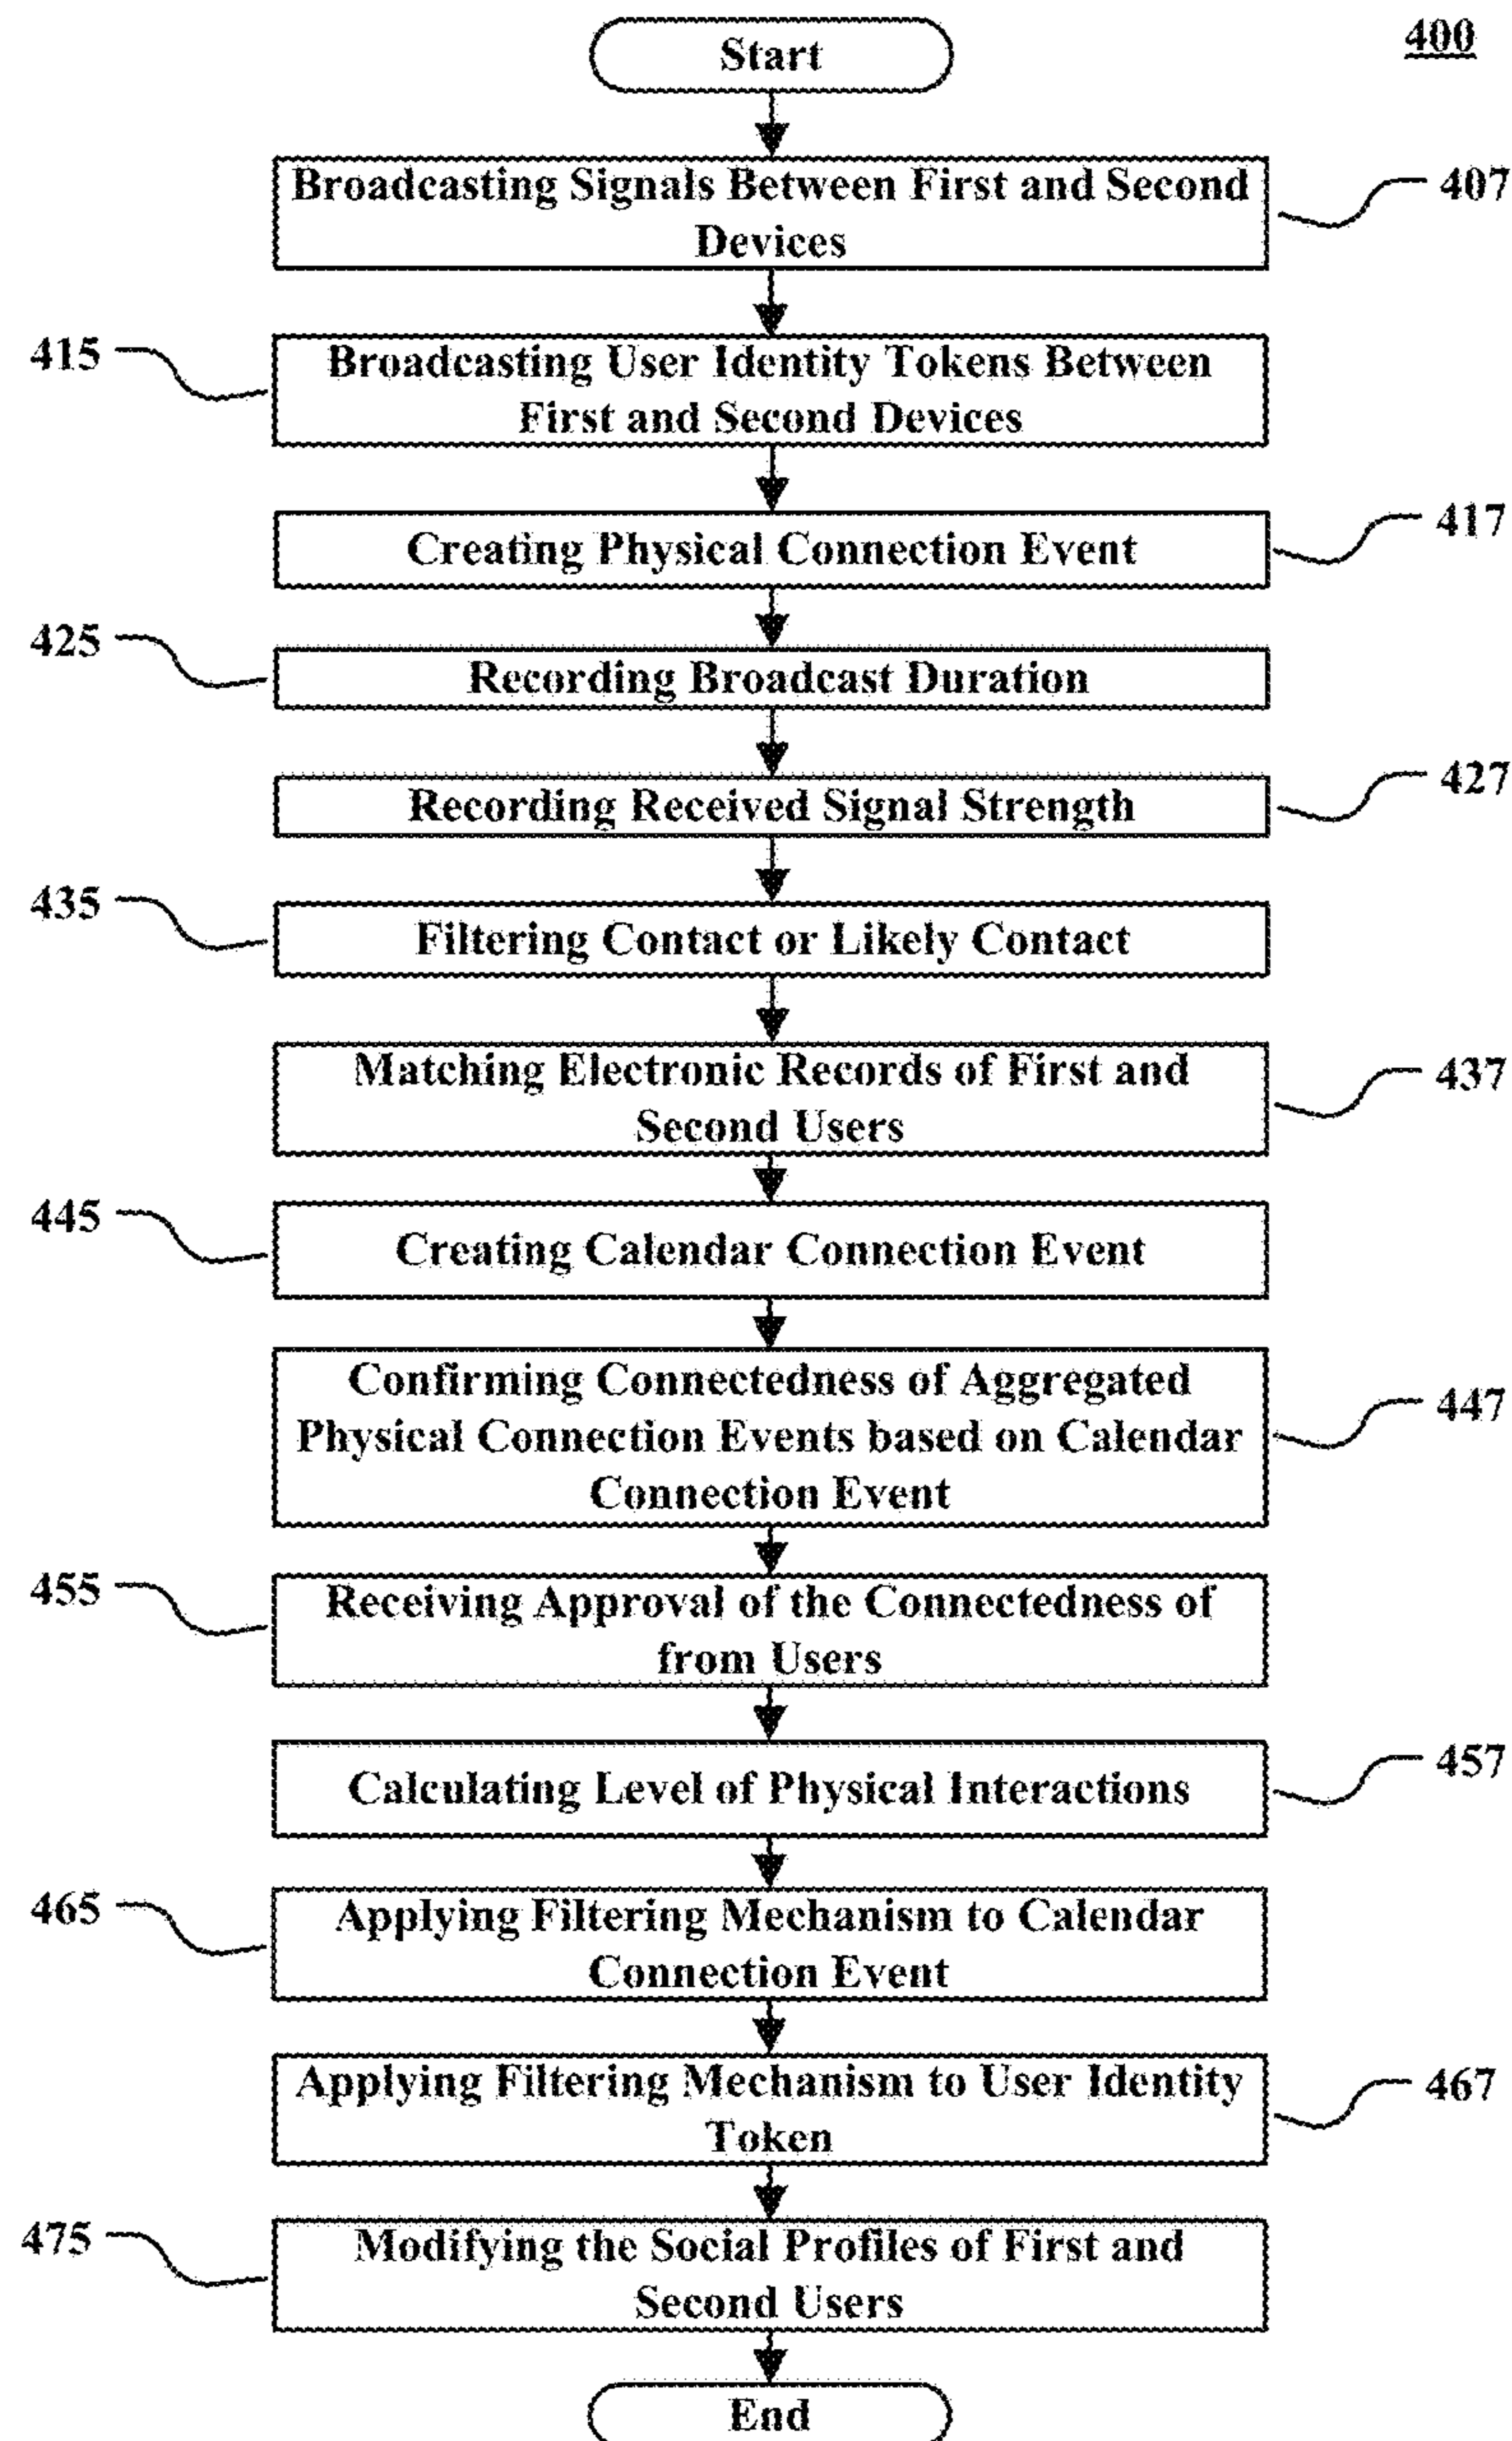 400
Start
Broadcasting Signals Between First and Second
Devices
407
415
Broadcasting User Identity Tokens Between
First and Second Devices
Creating Physical Connection Event
417
425
Recording Broadcast Duration
Recording Received Signal Strength
427
435
Filtering Contact or Likely Contact
Matching Electronic Records of First and
Second Users
437
445
Creating Calendar Connection Event
Confirming Connectedness of Aggregated
Physical Connection Events based on Calendar
Connection Event
447
455
Receiving Approval of the Connectedness of
from Users
Calculating Level of Physical Interactions
457
465
Applying Filtering Mechanism to Calendar
Connection Event
Applying Filtering Mechanism to User Identity
Token
467
475
Modifying the Social Profiles of First and
Second Users
End